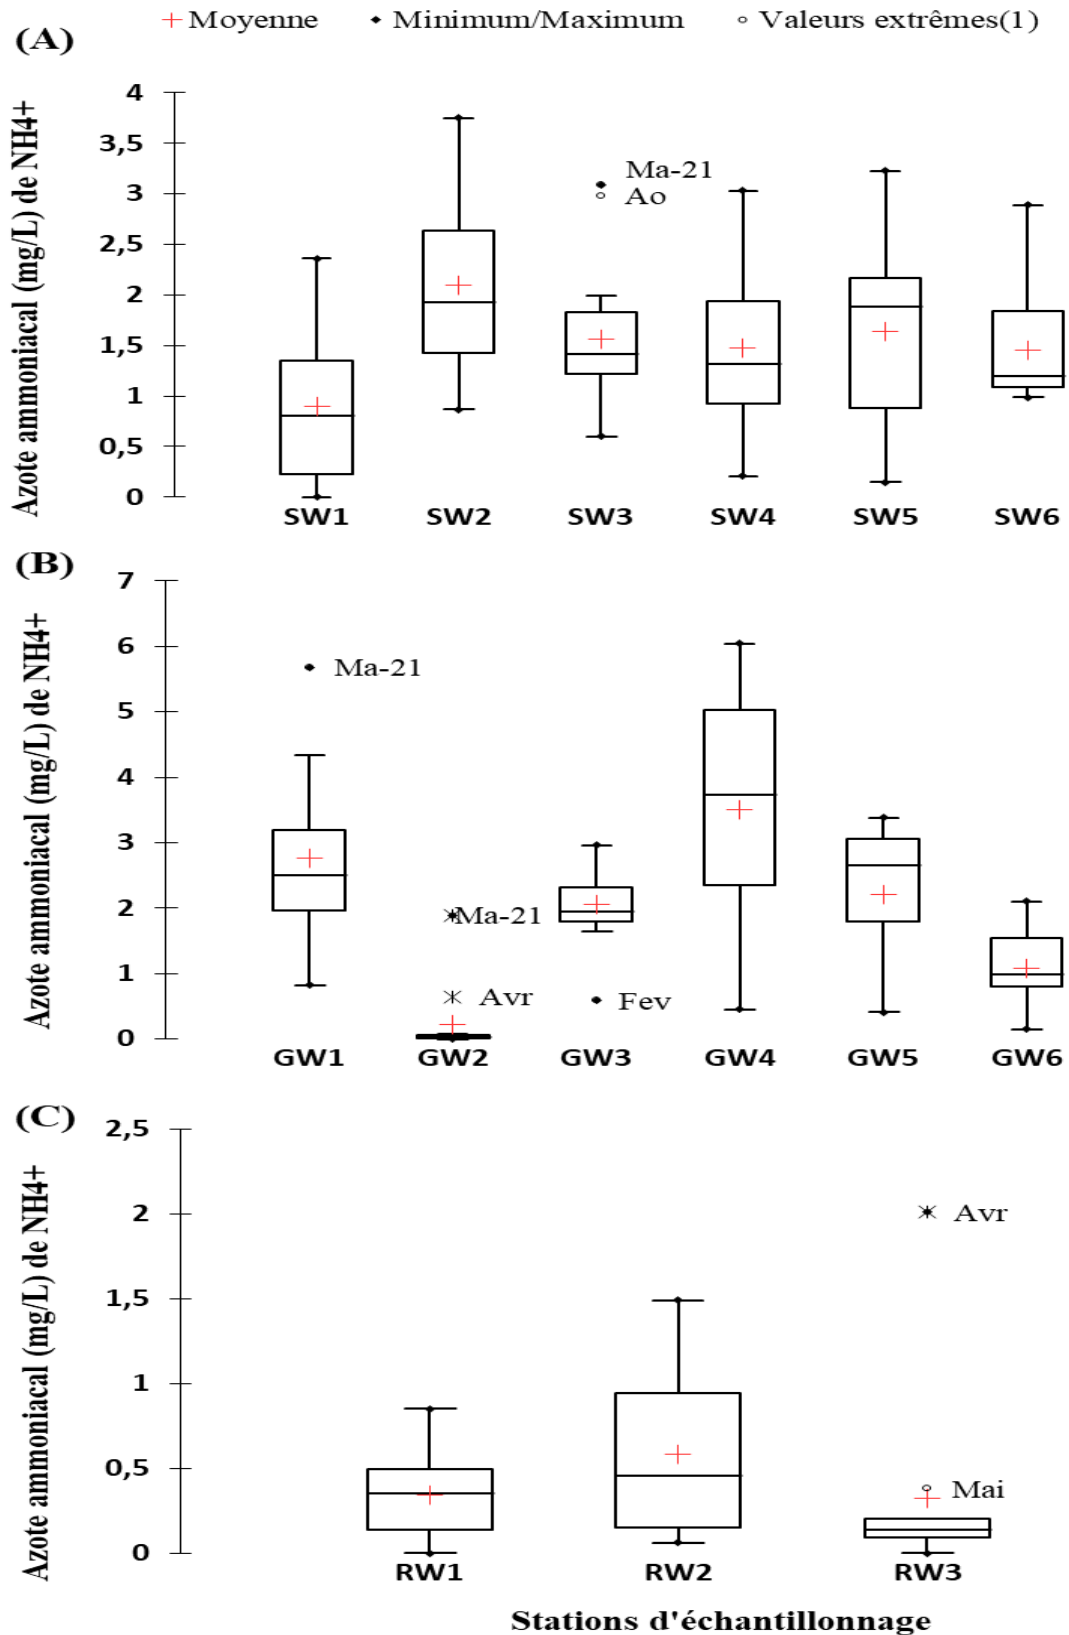 Moyenne Minimum/Maximum Valeurs extrêmes(1)
(A)
Azote ammoniacal (mg/L) de NH4+
4
3,5
3
2,5
2
1,5
1
0,5
0
Ma-21
Ao
SW1 SW2 SW3 SW4 SW5 SW6
(B)
Azote ammoniacal (mg/L) de NH4+
7
6
5
4
3
2
1
0
Ma-21
Ma-21
Avr
Fev
GW1 GW2 GW3 GW4 GW5 GW6
(C)
Azote ammoniacal (mg/L) de NH4+
2,5
2
1,5
1
0,5
0
Avr
Mai
RW1 RW2 RW3
Stations d'échantillonnage